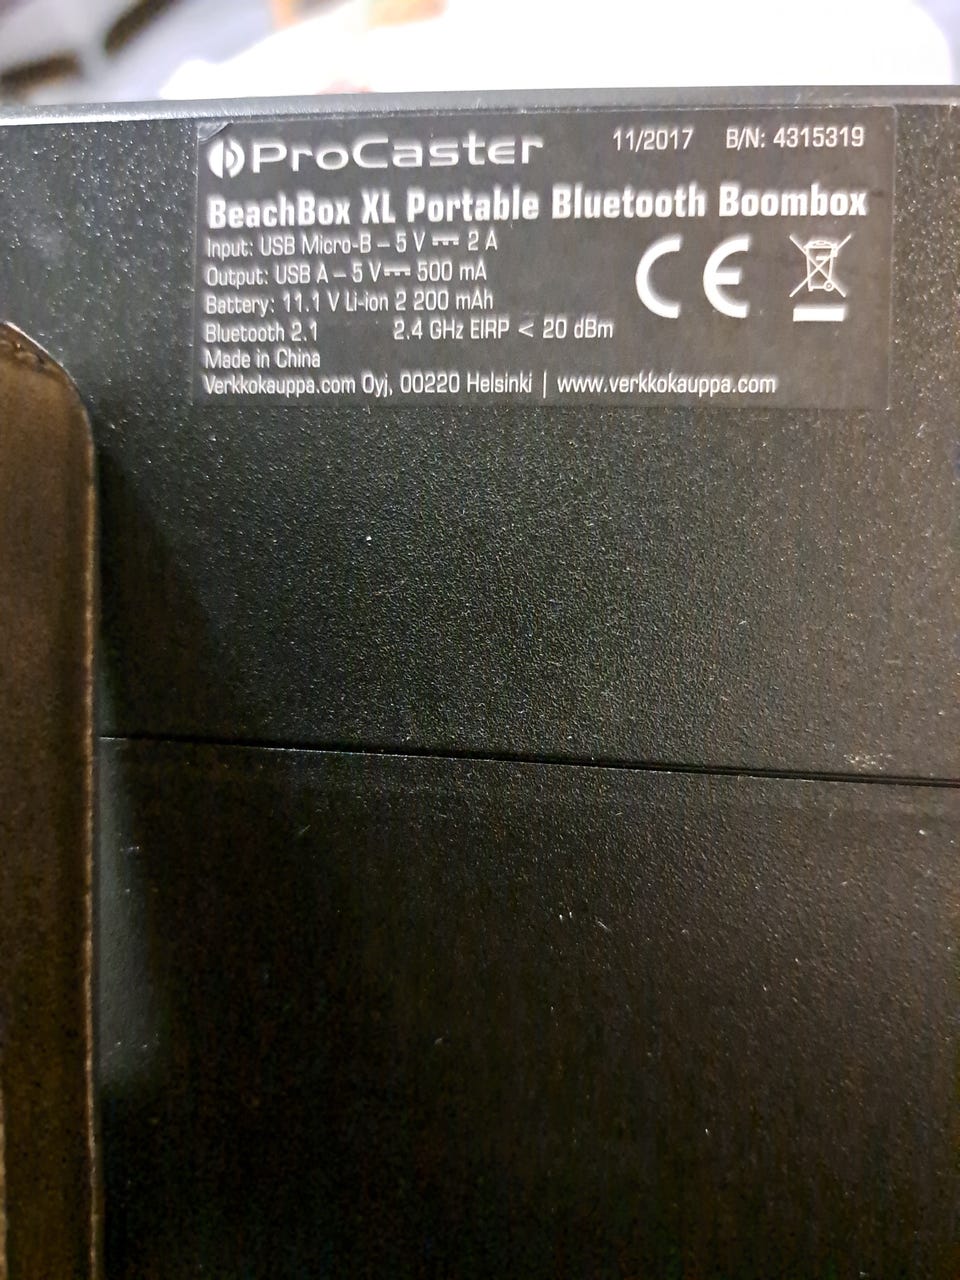 ProCaster 11/2017 B/N: 4315319
BeachBox XL Portable Bluetooth Boombox
Input: USB Micro-B – 5 V ⎓ 2 A
Output: USB A – 5 V ⎓ 500 mA
Battery: 11.1 V Li-ion 2 200 mAh
Bluetooth 2.1 2.4 GHz EIRP < 20 dBm
Made in China
Verkkokauppa.com Oyj, 00220 Helsinki | www.verkkokauppa.com
CE